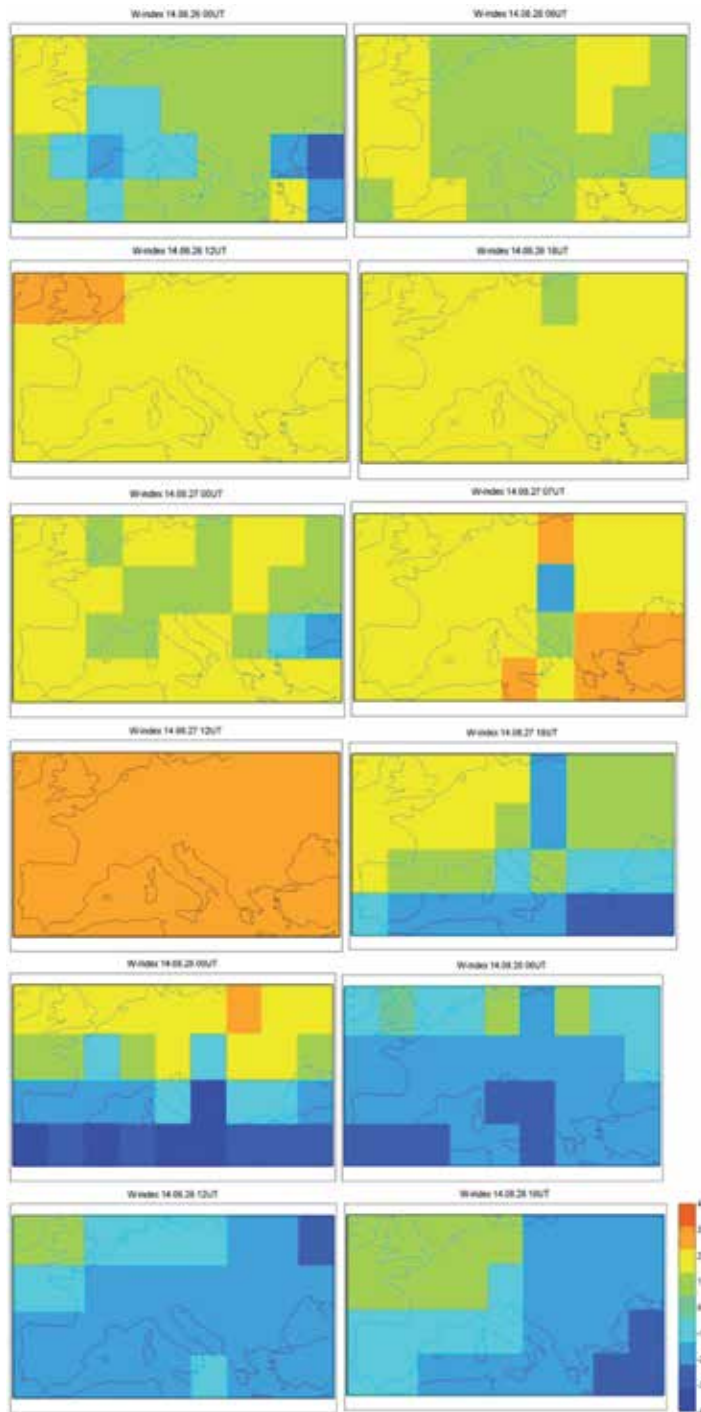 W-index 14.08.26 00UT
W-index 14.08.26 06UT
W-index 14.08.26 12UT
W-index 14.08.26 18UT
W-index 14.08.27 00UT
W-index 14.08.27 07UT
W-index 14.08.27 12UT
W-index 14.08.27 18UT
W-index 14.08.28 00UT
W-index 14.08.28 06UT
W-index 14.08.28 12UT
W-index 14.08.28 18UT